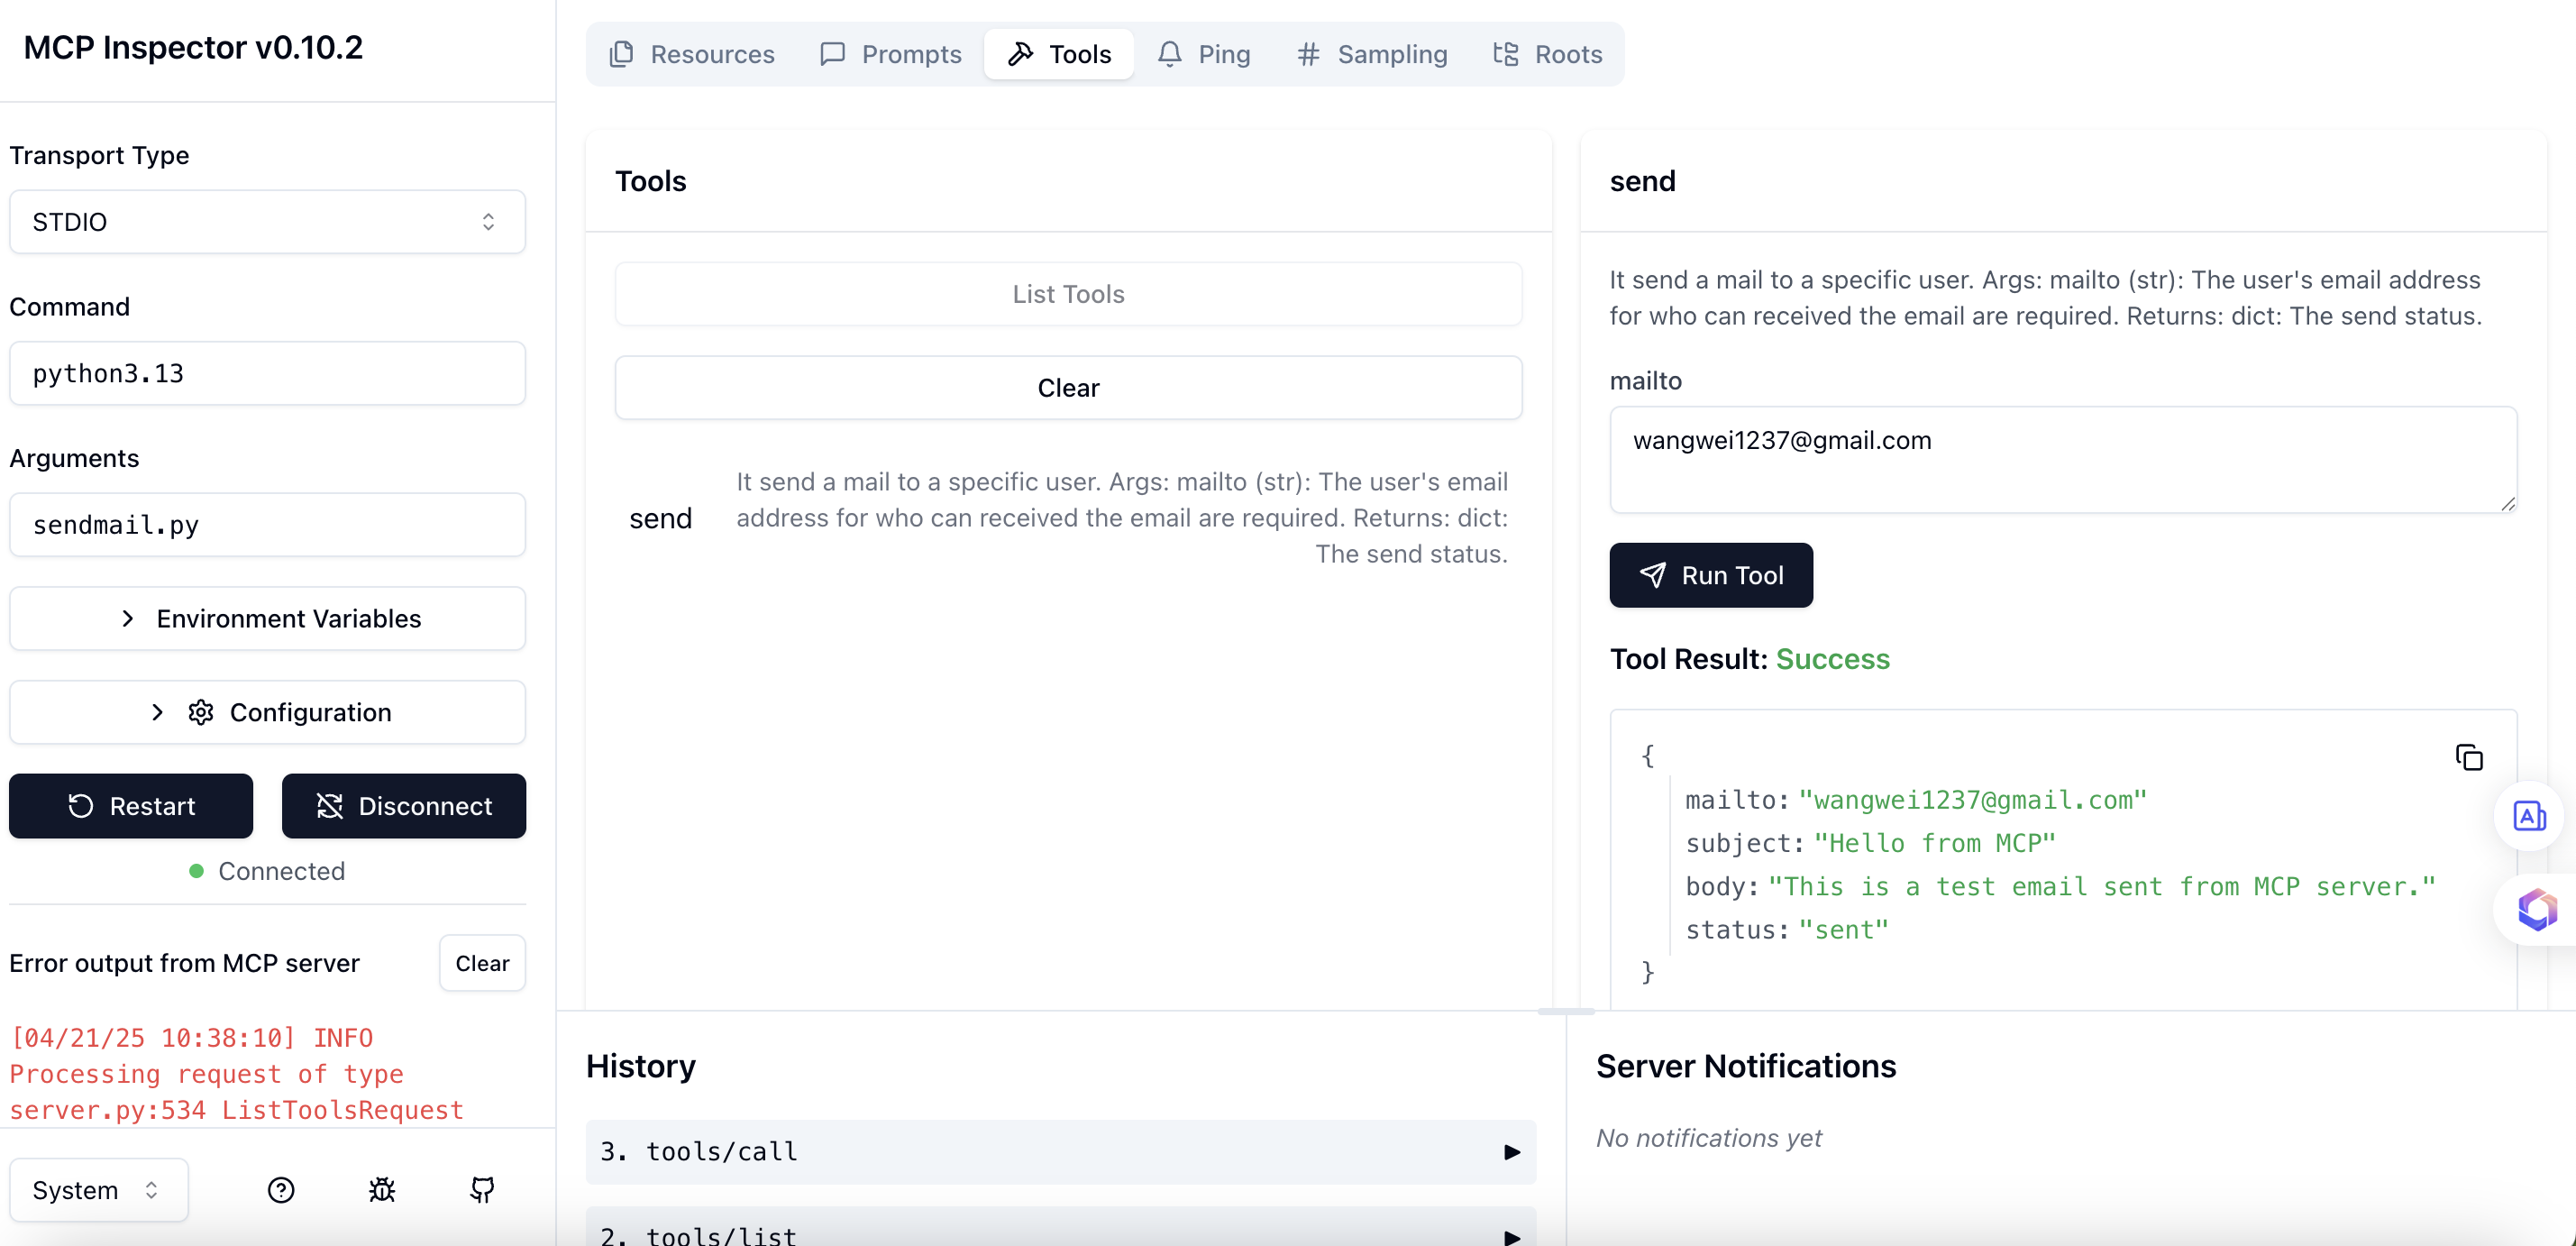 MCP Inspector v0.10.2
Transport Type
STDIO
Command
python3.13
Arguments
sendmail.py
Environment Variables
Configuration
Restart
Disconnect
Connected
Error output from MCP server
Clear
[04/21/25 10:38:10] INFO
Processing request of type
server.py:534 ListToolsRequest
System
Resources
Prompts
Tools
Ping
Sampling
Roots
Tools
List Tools
Clear
send
It send a mail to a specific user. Args: mailto (str): The user's email
address for who can received the email are required. Returns: dict:
The send status.
send
It send a mail to a specific user. Args: mailto (str): The user's email address
for who can received the email are required. Returns: dict: The send status.
mailto
wangwei1237@gmail.com
Run Tool
Tool Result: Success
{
mailto: "wangwei1237@gmail.com"
subject: "Hello from MCP"
body: "This is a test email sent from MCP server."
status: "sent"
}
History
3. tools/call
2. tools/list
Server Notifications
No notifications yet